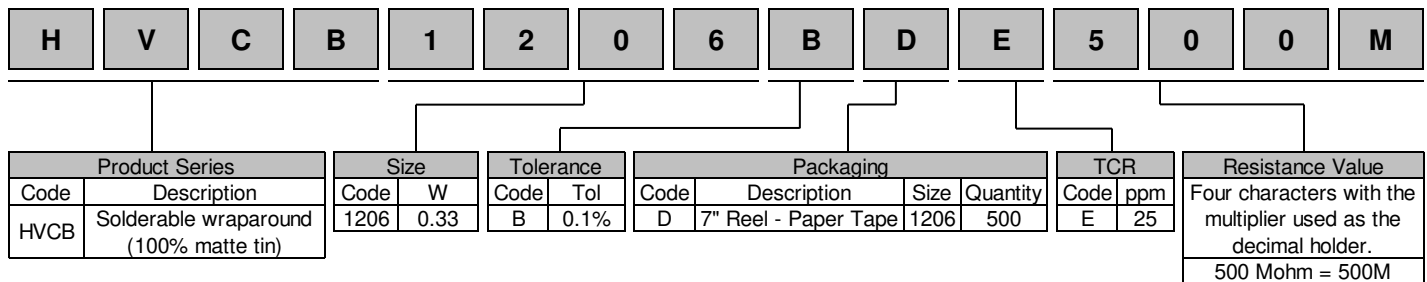 H V C B 1 2 0 6 B D E 5 0 0 M
Product Series
Code Description
HVCB Solderable wraparound
(100% matte tin)
Size
Code W
1206 0.33
Tolerance
Code Tol
B 0.1%
Packaging
Code Description Size Quantity
D 7" Reel - Paper Tape 1206 500
TCR
Code ppm
E 25
Resistance Value
Four characters with the
multiplier used as the
decimal holder.
500 Mohm = 500M